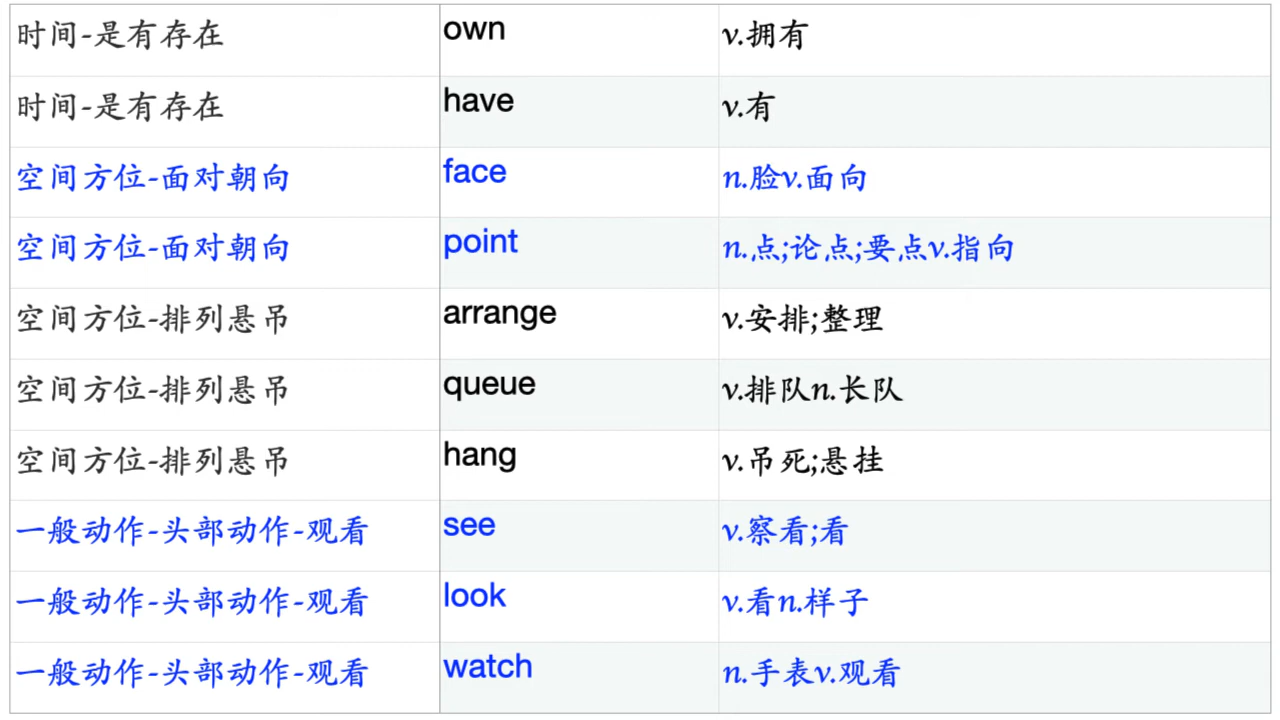 时间-是有存在 own v.拥有
时间-是有存在 have v.有
空间方位-面对朝向 face n.脸v.面向
空间方位-面对朝向 point n.点;论点;要点v.指向
空间方位-排列悬吊 arrange v.安排;整理
空间方位-排列悬吊 queue v.排队n.长队
空间方位-排列悬吊 hang v.吊死;悬挂
一般动作-头部动作-观看 see v.察看;看
一般动作-头部动作-观看 look v.看n.样子
一般动作-头部动作-观看 watch n.手表v.观看